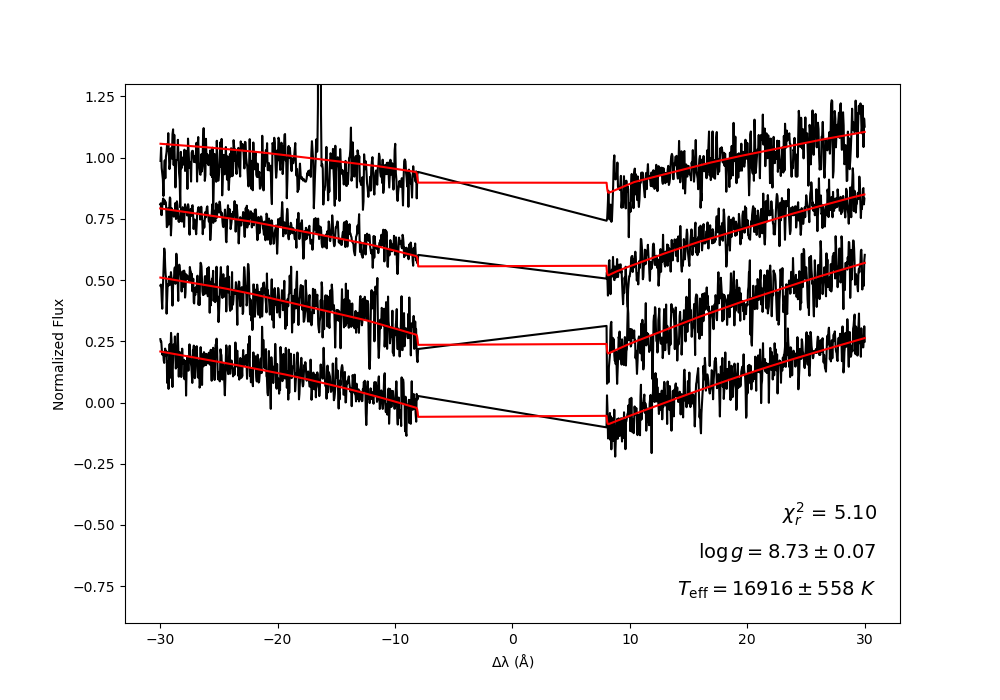 1.25
1.00
0.75
0.50
0.25
0.00
−0.25
−0.50
−0.75
Normalized Flux
χ²ᵣ = 5.10
log g = 8.73 ± 0.07
T_eff = 16916 ± 558 K
−30 −20 −10 0 10 20 30
Δλ (Å)